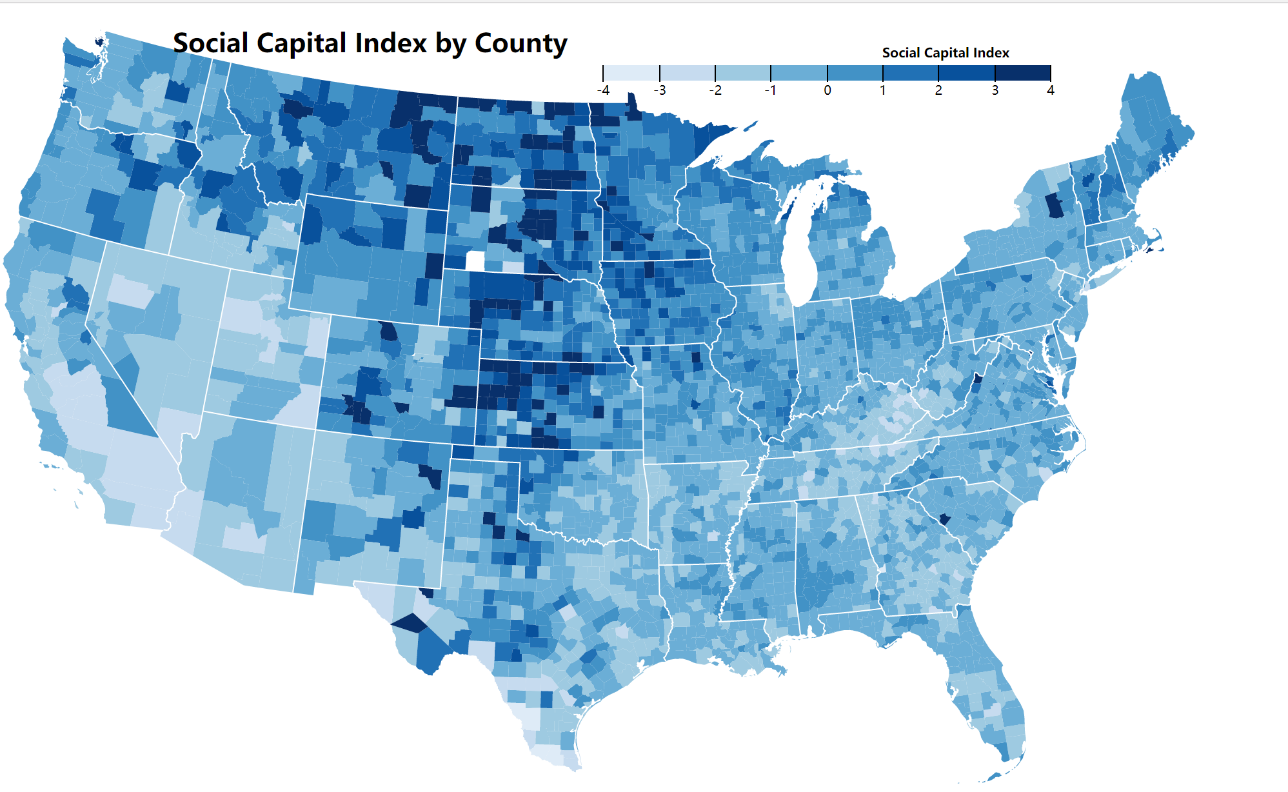 Social Capital Index by County
Social Capital Index
-4 -3 -2 -1 0 1 2 3 4